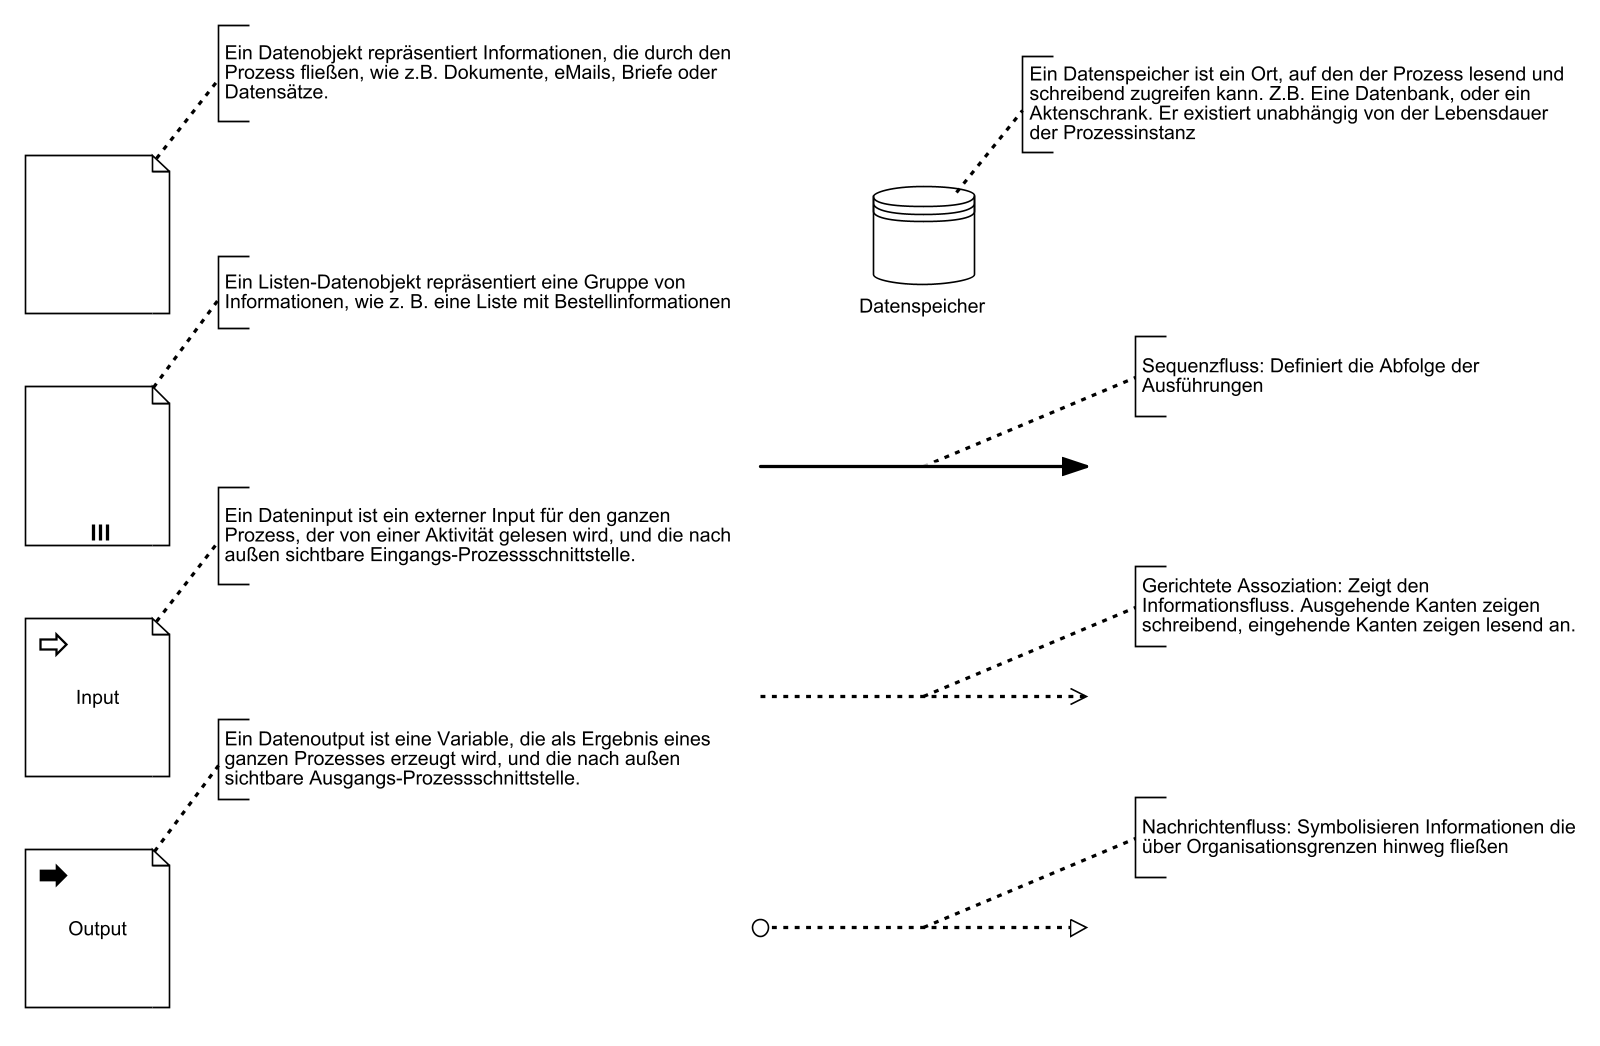 Ein Datenobjekt repräsentiert Informationen, die durch den
Prozess fließen, wie z.B. Dokumente, eMails, Briefe oder
Datensätze.
Ein Listen-Datenobjekt repräsentiert eine Gruppe von
Informationen, wie z. B. eine Liste mit Bestellinformationen
Ein Dateninput ist ein externer Input für den ganzen
Prozess, der von einer Aktivität gelesen wird, und die nach
außen sichtbare Eingangs-Prozessschnittstelle.
Input
Ein Datenoutput ist eine Variable, die als Ergebnis eines
ganzen Prozesses erzeugt wird, und die nach außen
sichtbare Ausgangs-Prozessschnittstelle.
Output
Ein Datenspeicher ist ein Ort, auf den der Prozess lesend und
schreibend zugreifen kann. Z.B. Eine Datenbank, oder ein
Aktenschrank. Er existiert unabhängig von der Lebensdauer
der Prozessinstanz
Datenspeicher
Sequenzfluss: Definiert die Abfolge der
Ausführungen
Gerichtete Assoziation: Zeigt den
Informationsfluss. Ausgehende Kanten zeigen
schreibend, eingehende Kanten zeigen lesend an.
Nachrichtenfluss: Symbolisieren Informationen die
über Organisationsgrenzen hinweg fließen